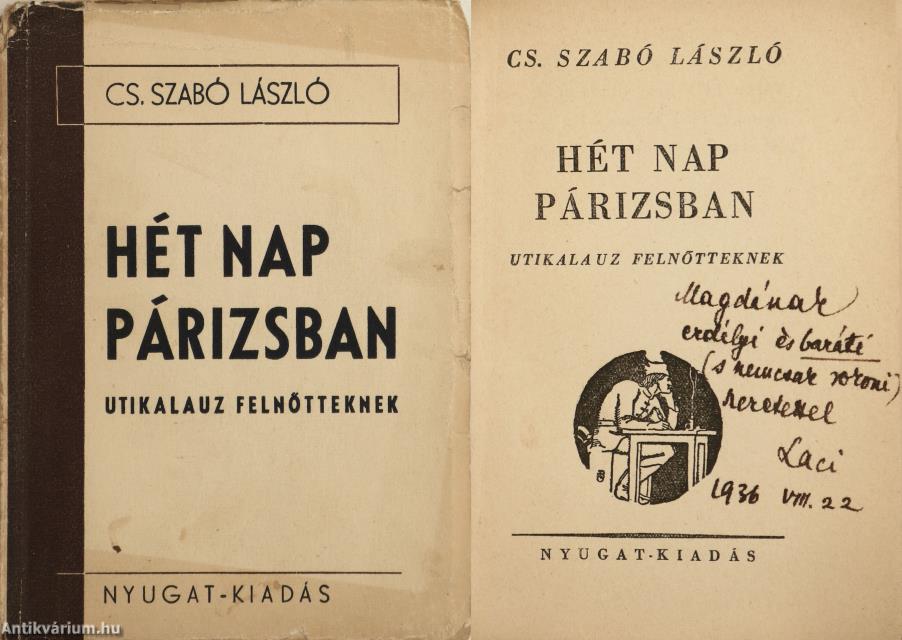 CS. SZABÓ LÁSZLÓ
HÉT NAP
PÁRIZSBAN
UTIKALAUZ FELNŐTTEKNEK
NYUGAT-KIADÁS
Antikvárium.hu
CS. SZABÓ LÁSZLÓ
HÉT NAP
PÁRIZSBAN
UTIKALAUZ FELNŐTTEKNEK
Magdának
erdélyi és baráti
(s nemcsak rokoni)
szeretettel
Laci
1936 VIII. 22
NYUGAT-KIADÁS